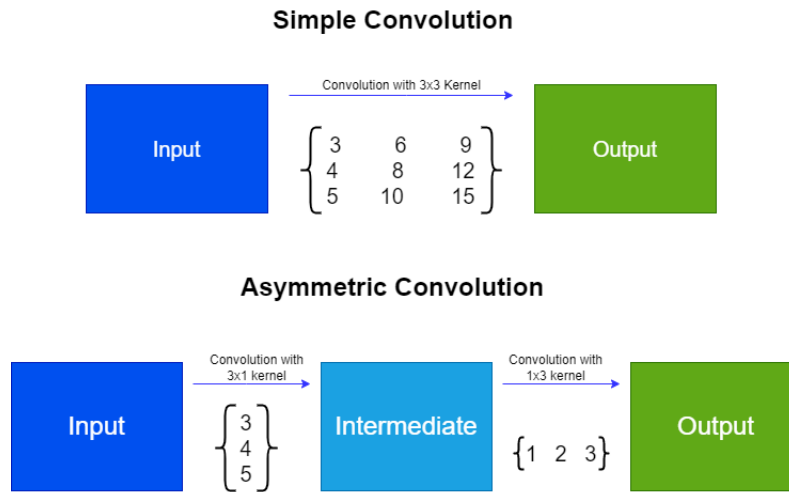 Simple Convolution
Convolution with 3x3 Kernel
Input
3 6 9
4 8 12
5 10 15
Output
Asymmetric Convolution
Convolution with
3x1 kernel
Convolution with
1x3 kernel
Input
3
4
5
Intermediate
{1 2 3}
Output